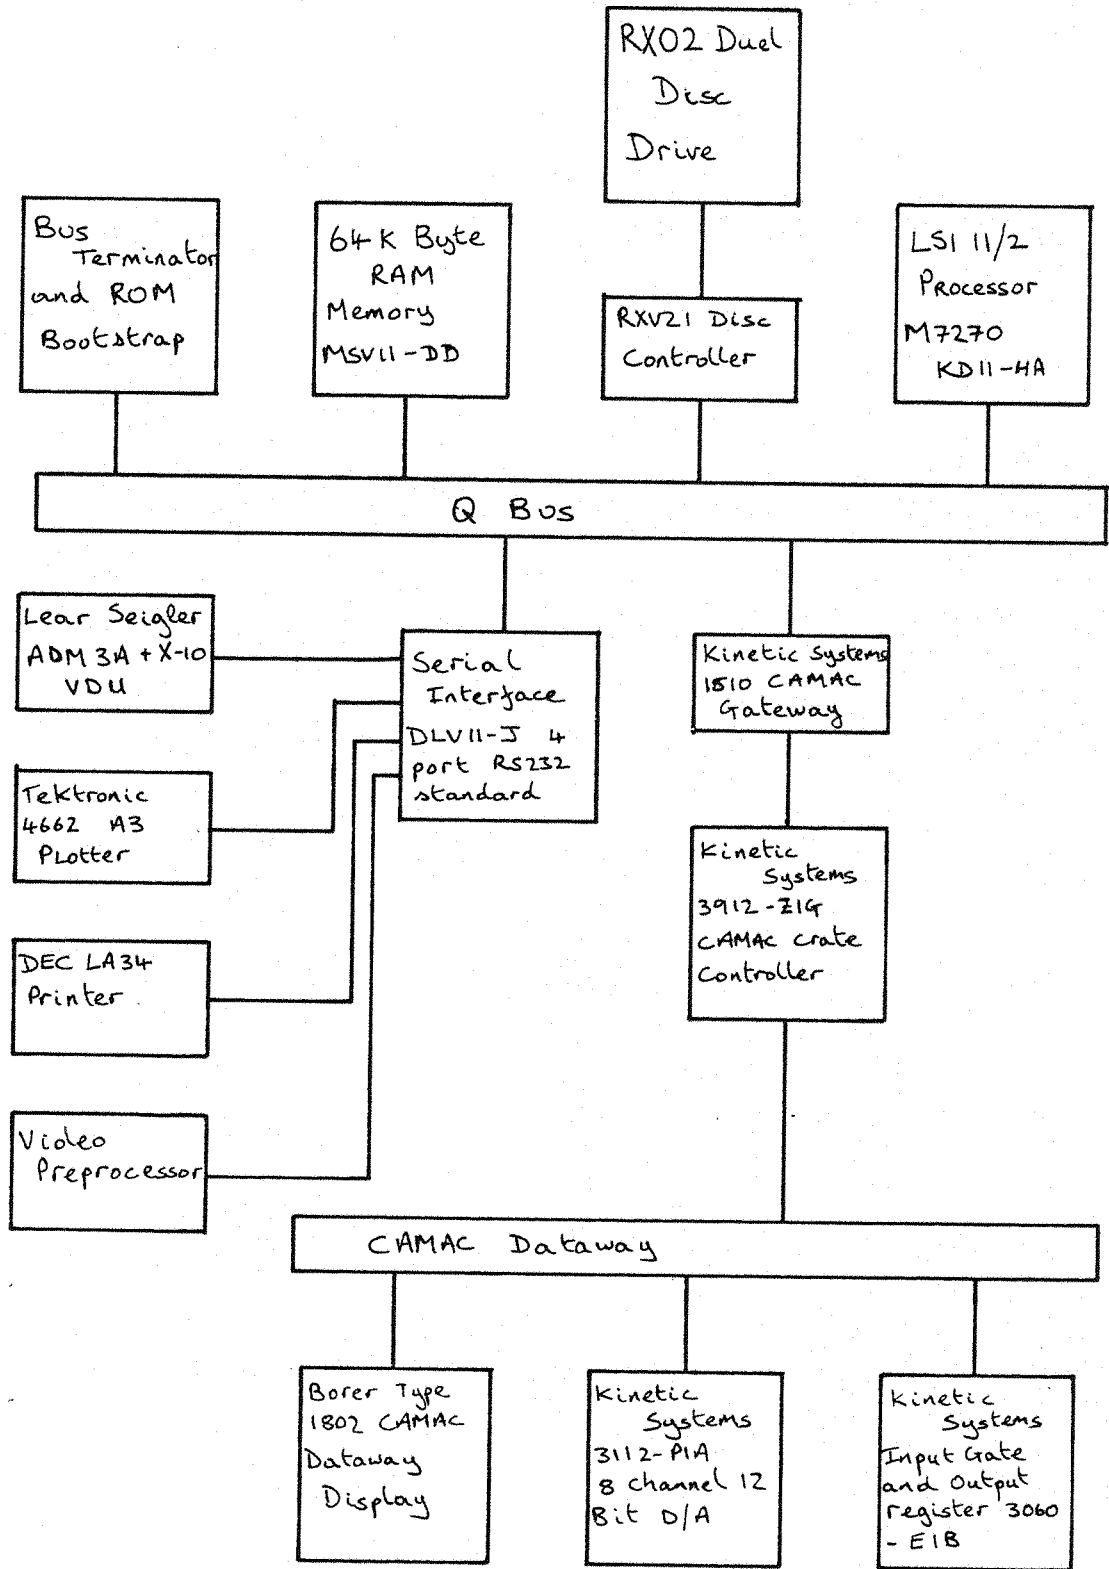 RX02 Duel
Disc
Drive
Bus
Terminator
and ROM
Bootstrap
64K Byte
RAM
Memory
MSV11-DD
RXV21 Disc
Controller
LSI 11/2
Processor
M7270
KD11-HA
Q Bus
Lear Seigler
ADM 3A + X-10
VDU
Tektronic
4662 A3
Plotter
DEC LA34
Printer
Video
Preprocessor
Serial
Interface
DLV11-J 4
port RS232
standard
Kinetic Systems
1510 CAMAC
Gateway
Kinetic
Systems
3912-Z1G
CAMAC crate
Controller
CAMAC Dataway
Borer Type
1802 CAMAC
Dataway
Display
Kinetic
Systems
3112-P1A
8 channel 12
Bit D/A
Kinetic
Systems
Input Gate
and Output
register 3060
- E1B